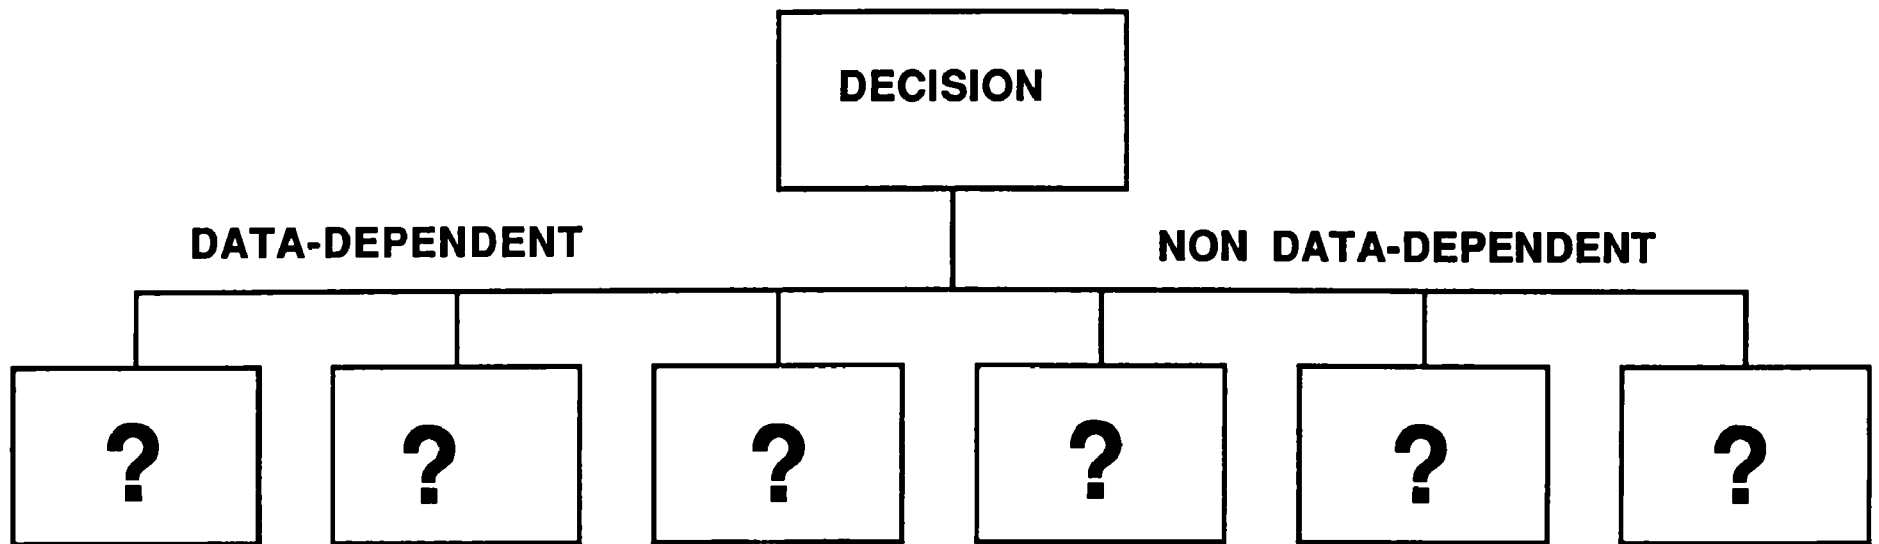 DECISION
DATA-DEPENDENT
NON DATA-DEPENDENT
? ? ? ? ? ?